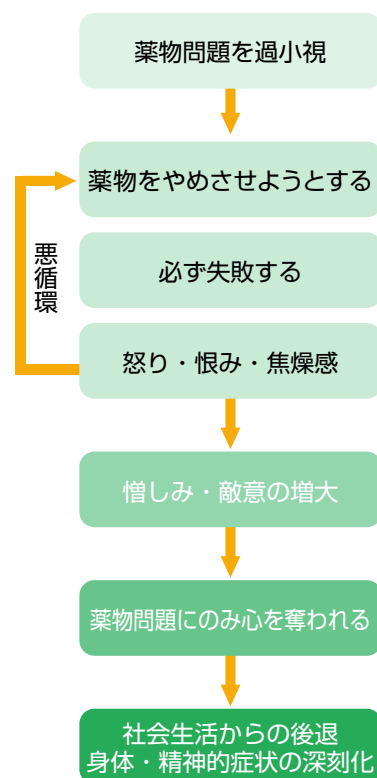 薬物問題を過小視
薬物をやめさせようとする
悪循環
必ず失敗する
怒り・恨み・焦燥感
憎しみ・敵意の増大
薬物問題にのみ心を奪われる
社会生活からの後退
身体・精神的症状の深刻化